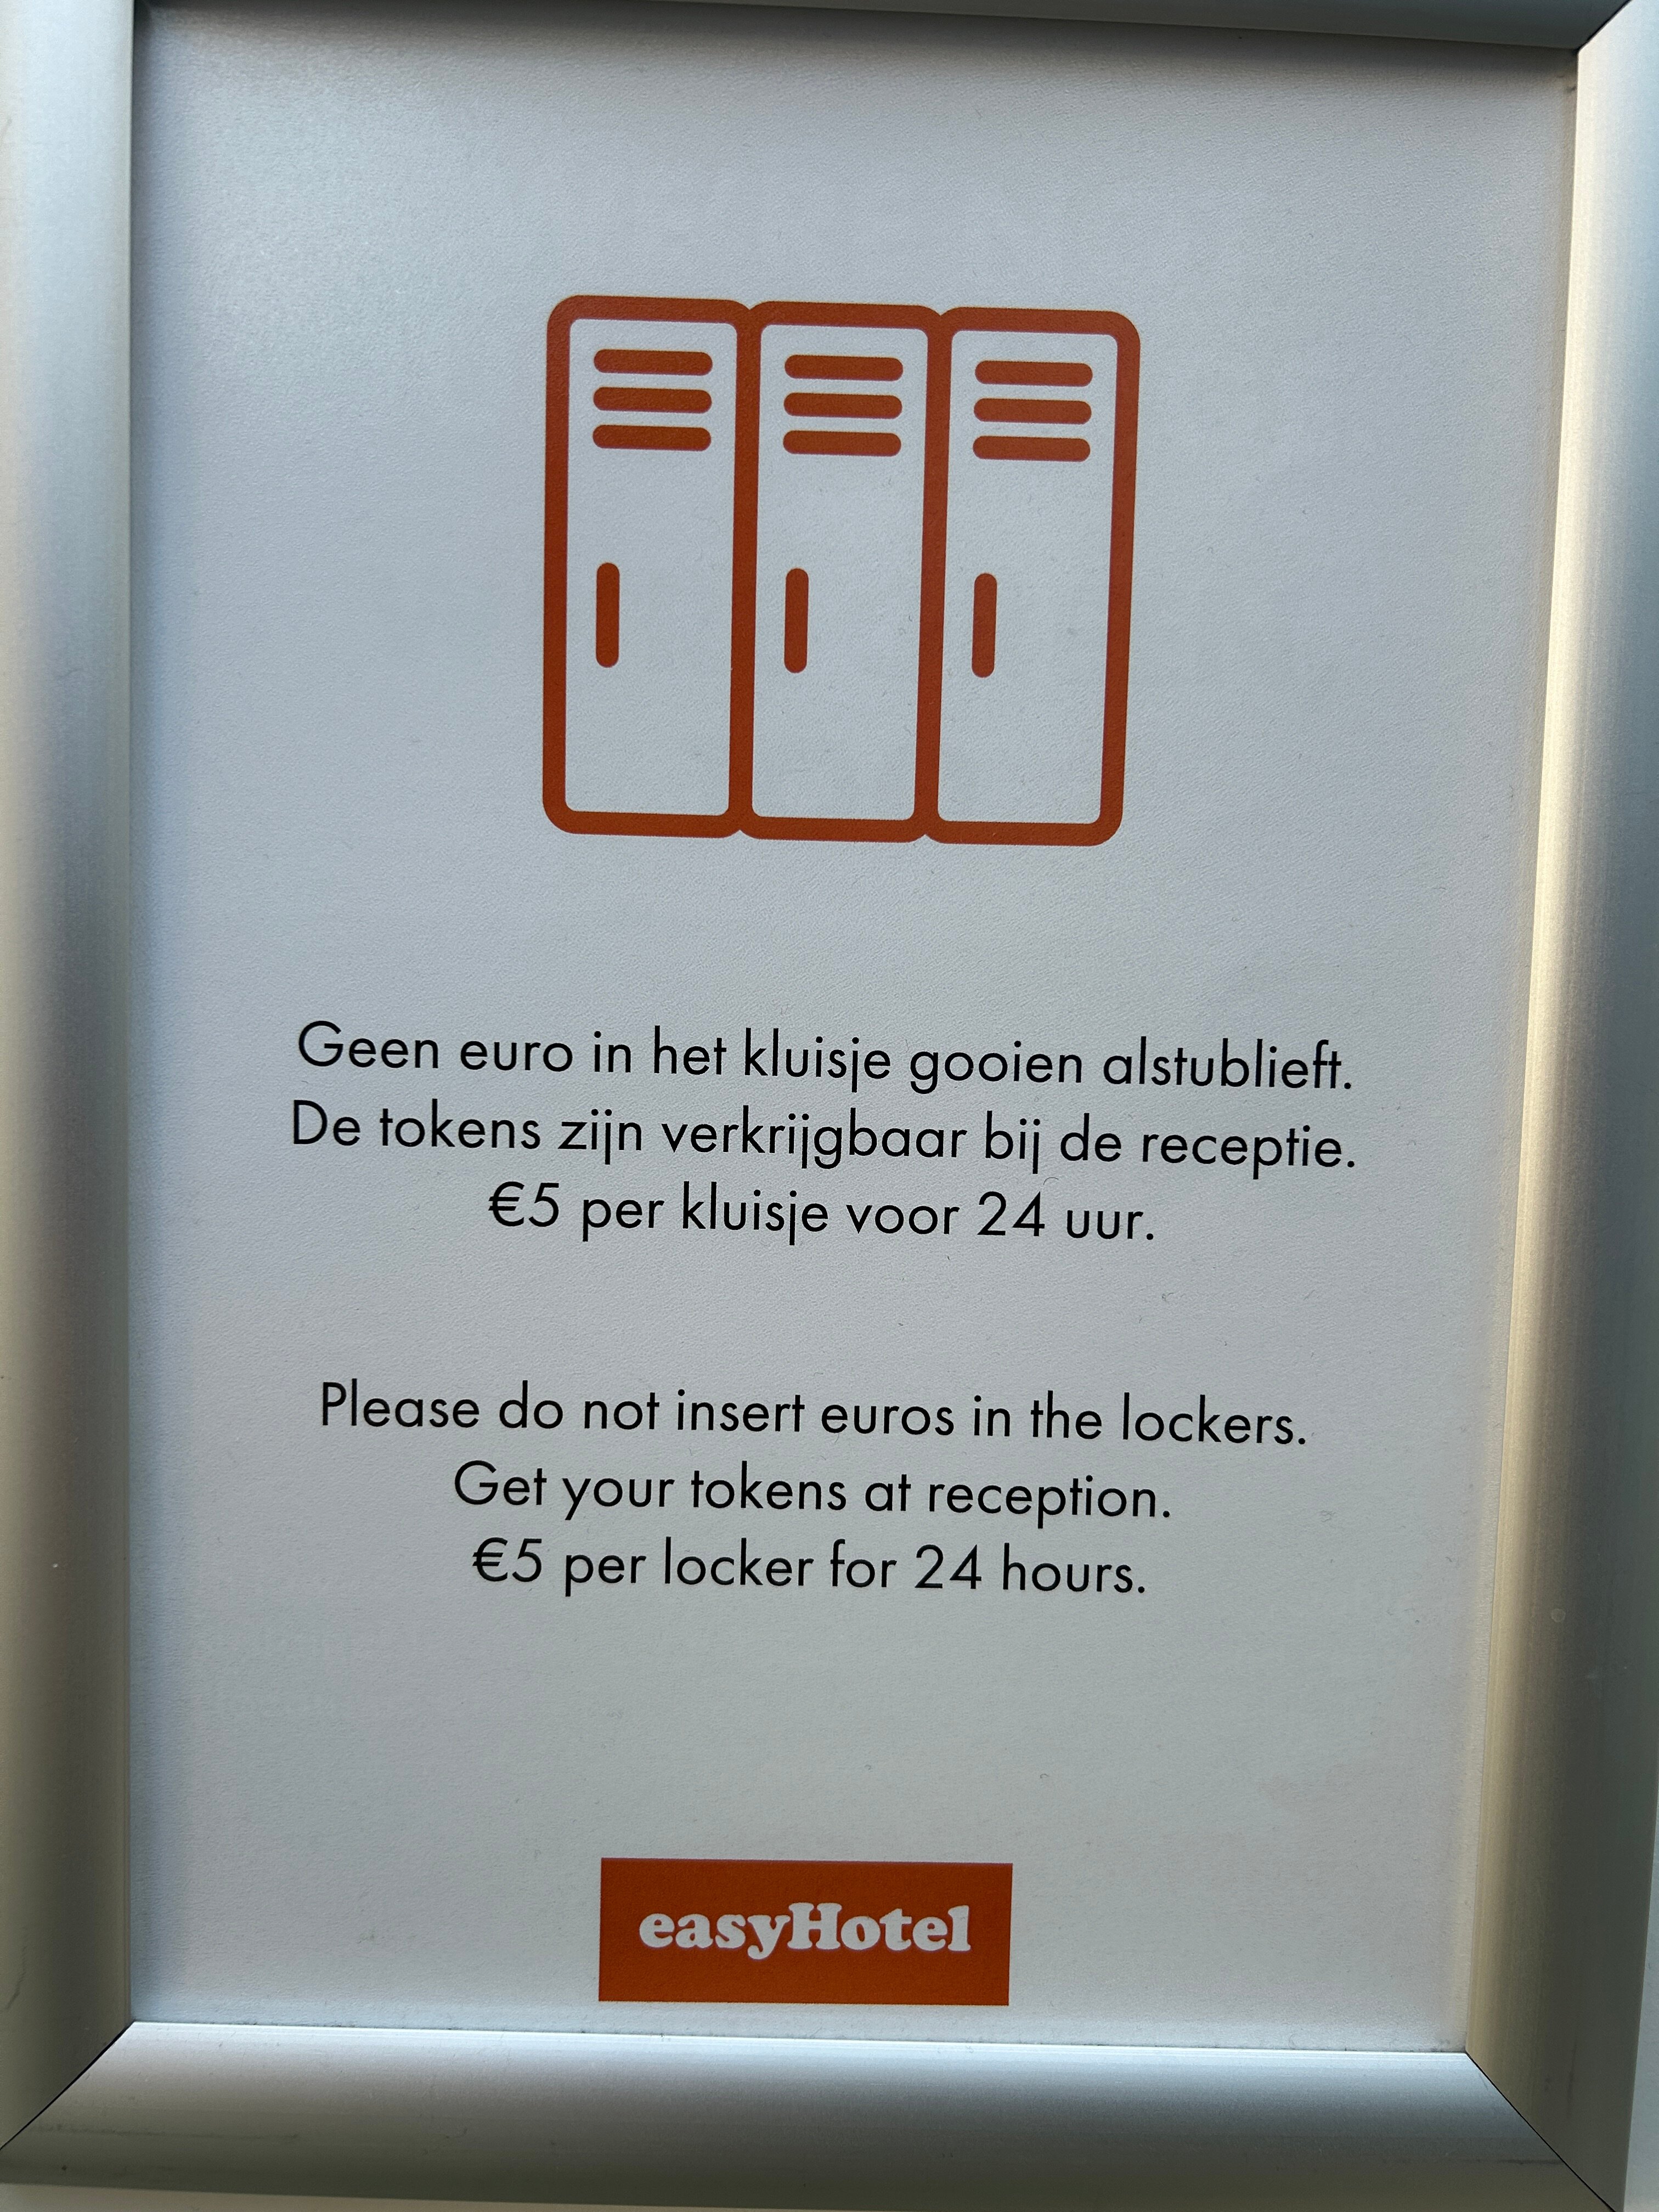 Geen euro in het kluisje gooien alstublieft.
De tokens zijn verkrijgbaar bij de receptie.
€5 per kluisje voor 24 uur.
Please do not insert euros in the lockers.
Get your tokens at reception.
€5 per locker for 24 hours.
easyHotel